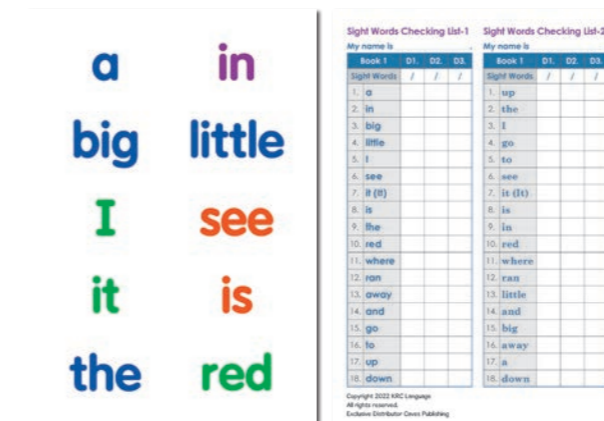 a in
big little
I see
it is
the red
Sight Words Checking List-1
My name is .
Book 1 D1. D2. D3.
Sight Words / / /
1. a
2. in
3. big
4. little
5. I
6. see
7. it (It)
8. is
9. the
10. red
11. where
12. ran
13. away
14. and
15. go
16. to
17. up
18. down
Copyright 2022 KRC Language
All rights reserved.
Exclusive Distributor Caves Publishing
Sight Words Checking List-2
My name is
Book 1 D1. D2. D3.
Sight Words / / /
1. up
2. the
3. I
4. go
5. to
6. see
7. it (It)
8. is
9. in
10. red
11. where
12. ran
13. little
14. and
15. big
16. away
17. a
18. down